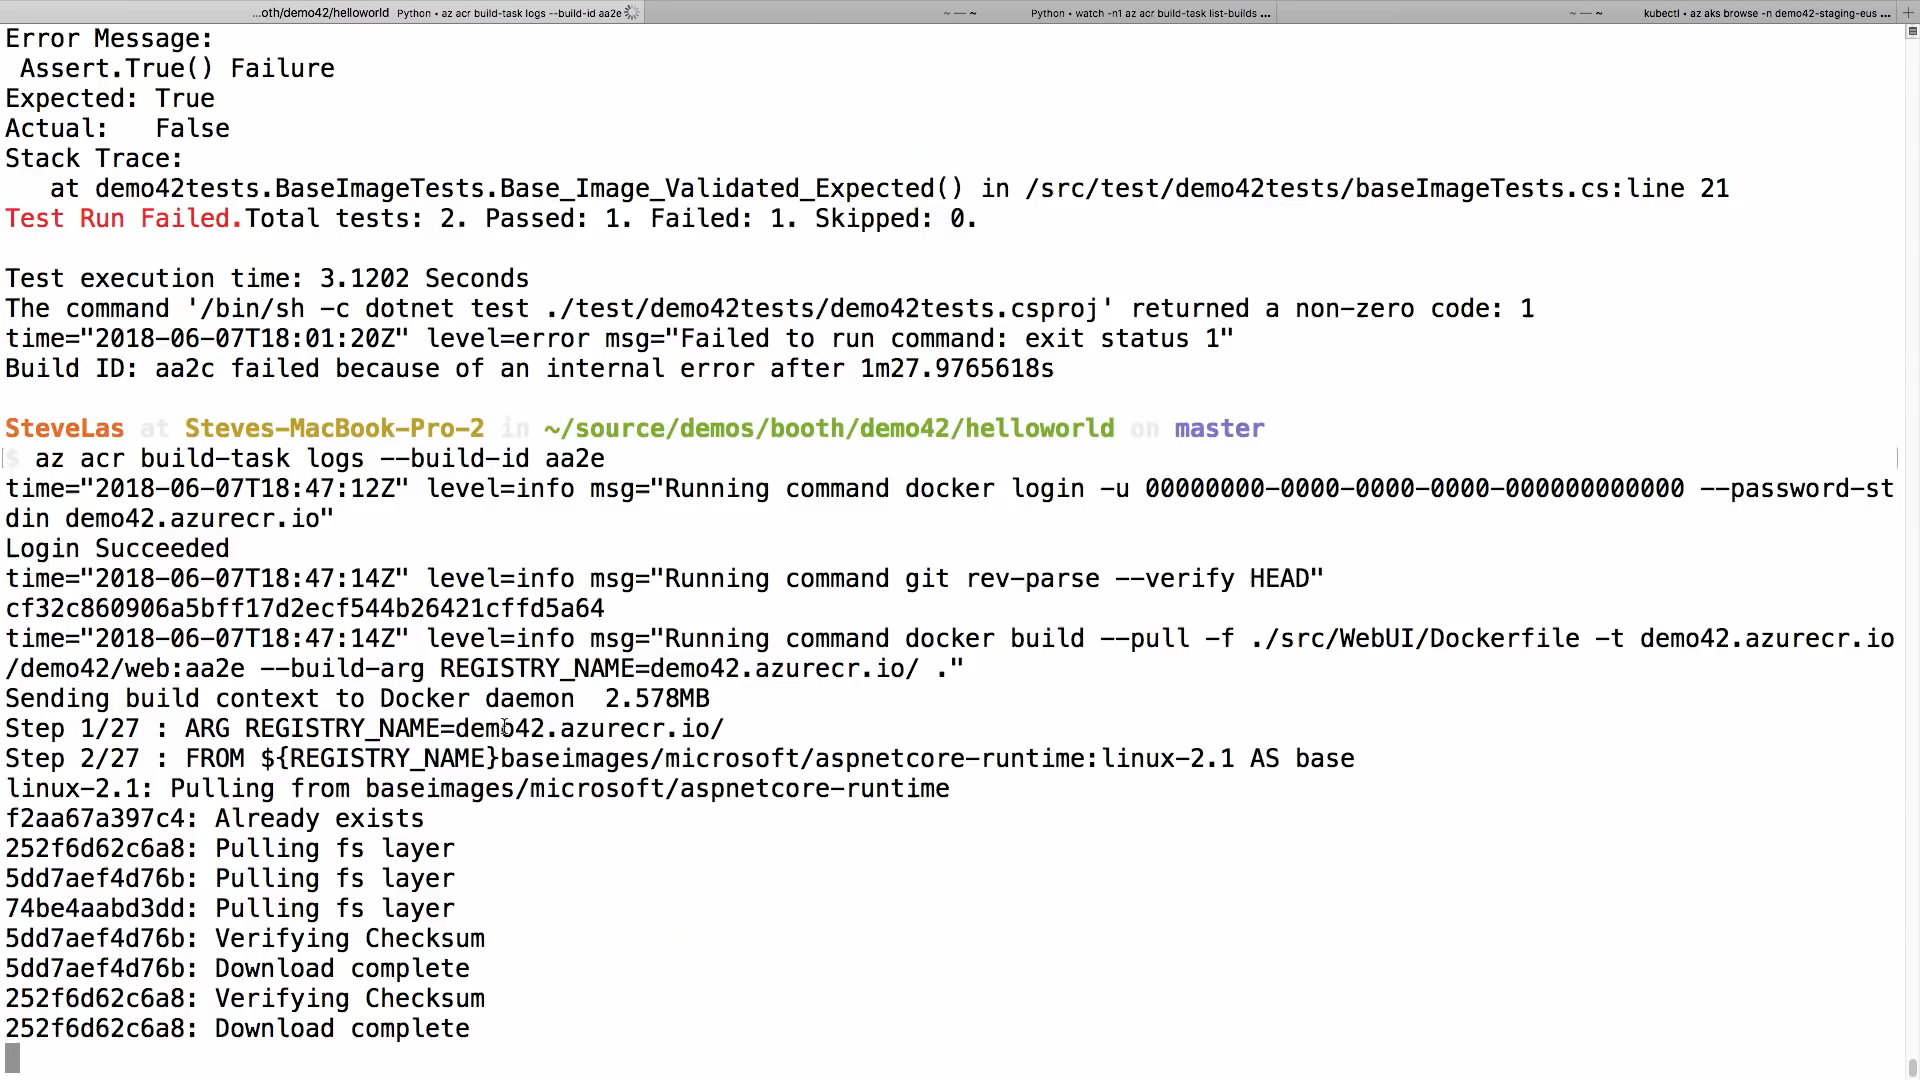 ...oth/demo42/helloworld Python • az acr build-task logs --build-id aa2e
~ — ~
Python • watch -n1 az acr build-task list-builds ...
~ — ~
kubectl • az aks browse -n demo42-staging-eus ...
Error Message:
Assert.True() Failure
Expected: True
Actual:   False
Stack Trace:
at demo42tests.BaseImageTests.Base_Image_Validated_Expected() in /src/test/demo42tests/baseImageTests.cs:line 21
Test Run Failed.Total tests: 2. Passed: 1. Failed: 1. Skipped: 0.
Test execution time: 3.1202 Seconds
The command '/bin/sh -c dotnet test ./test/demo42tests/demo42tests.csproj' returned a non-zero code: 1
time="2018-06-07T18:01:20Z" level=error msg="Failed to run command: exit status 1"
Build ID: aa2c failed because of an internal error after 1m27.9765618s
SteveLas at Steves-MacBook-Pro-2 in ~/source/demos/booth/demo42/helloworld on master
$ az acr build-task logs --build-id aa2e
time="2018-06-07T18:47:12Z" level=info msg="Running command docker login -u 00000000-0000-0000-0000-000000000000 --password-st
din demo42.azurecr.io"
Login Succeeded
time="2018-06-07T18:47:14Z" level=info msg="Running command git rev-parse --verify HEAD"
cf32c860906a5bff17d2ecf544b26421cffd5a64
time="2018-06-07T18:47:14Z" level=info msg="Running command docker build --pull -f ./src/WebUI/Dockerfile -t demo42.azurecr.io
/demo42/web:aa2e --build-arg REGISTRY_NAME=demo42.azurecr.io/ ."
Sending build context to Docker daemon  2.578MB
Step 1/27 : ARG REGISTRY_NAME=demo42.azurecr.io/
Step 2/27 : FROM ${REGISTRY_NAME}baseimages/microsoft/aspnetcore-runtime:linux-2.1 AS base
linux-2.1: Pulling from baseimages/microsoft/aspnetcore-runtime
f2aa67a397c4: Already exists
252f6d62c6a8: Pulling fs layer
5dd7aef4d76b: Pulling fs layer
74be4aabd3dd: Pulling fs layer
5dd7aef4d76b: Verifying Checksum
5dd7aef4d76b: Download complete
252f6d62c6a8: Verifying Checksum
252f6d62c6a8: Download complete